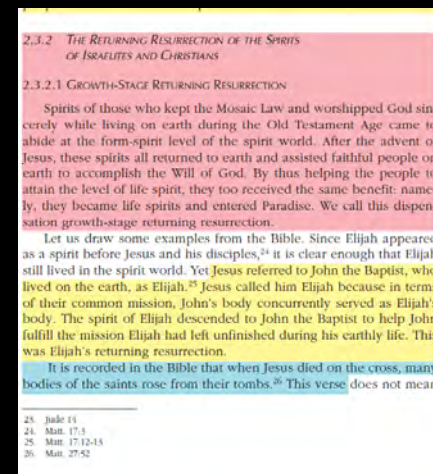 2.3.2 THE RETURNING RESURRECTION OF THE SPIRITS
OF ISRAELITES AND CHRISTIANS
2.3.2.1 GROWTH-STAGE RETURNING RESURRECTION
Spirits of those who kept the Mosaic Law and worshipped God sin
cerely while living on earth during the Old Testament Age came to
abide at the form-spirit level of the spirit world. After the advent o
Jesus, these spirits all returned to earth and assisted faithful people on
earth to accomplish the Will of God. By thus helping the people to
attain the level of life spirit, they too received the same benefit: name
ly, they became life spirits and entered Paradise. We call this dispen
sation growth-stage returning resurrection.
Let us draw some examples from the Bible. Since Elijah appeared
as a spirit before Jesus and his disciples,24 it is clear enough that Elijah
still lived in the spirit world. Yet Jesus referred to John the Baptist, who
lived on the earth, as Elijah.25 Jesus called him Elijah because in term
of their common mission, John's body concurrently served as Elijah's
body. The spirit of Elijah descended to John the Baptist to help John
fulfill the mission Elijah had left unfinished during his earthly life. This
was Elijah's returning resurrection.
It is recorded in the Bible that when Jesus died on the cross, many
bodies of the saints rose from their tombs.26 This verse does not mean
23. Jude 14
24. Matt. 17:3
25. Matt. 17:12-13
26. Matt. 27:52